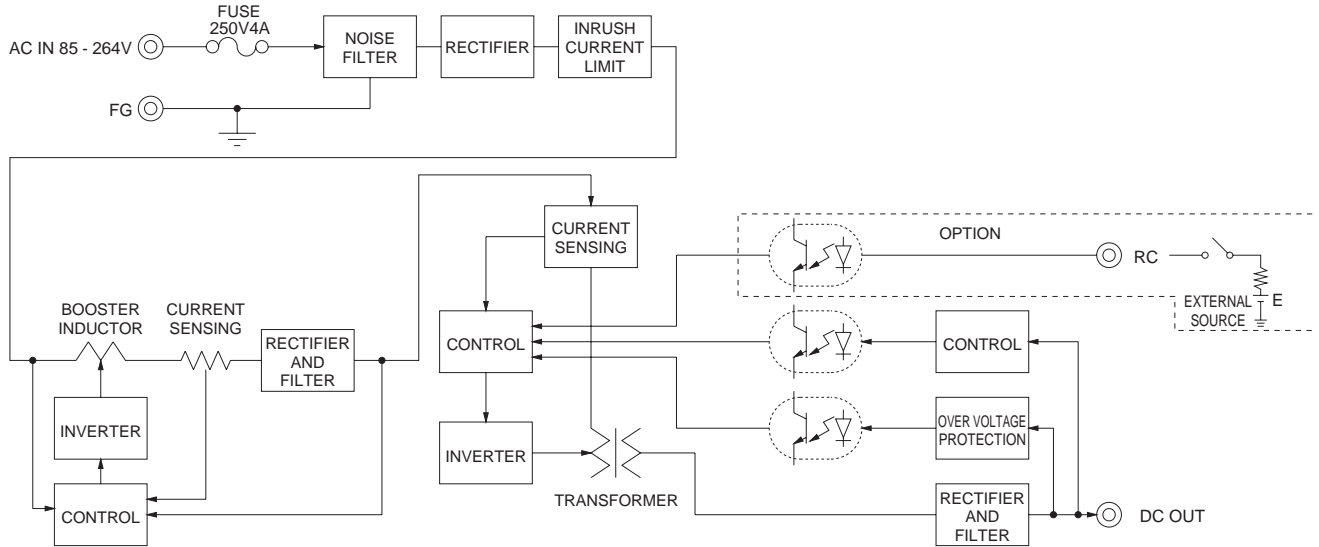 FUSE
250V4A
AC IN 85 - 264V
NOISE
FILTER
RECTIFIER
INRUSH
CURRENT
LIMIT
FG
CURRENT
SENSING
OPTION
RC
EXTERNAL
SOURCE
E
BOOSTER
INDUCTOR
CURRENT
SENSING
RECTIFIER
AND
FILTER
CONTROL
CONTROL
INVERTER
INVERTER
OVER VOLTAGE
PROTECTION
TRANSFORMER
CONTROL
RECTIFIER
AND
FILTER
DC OUT